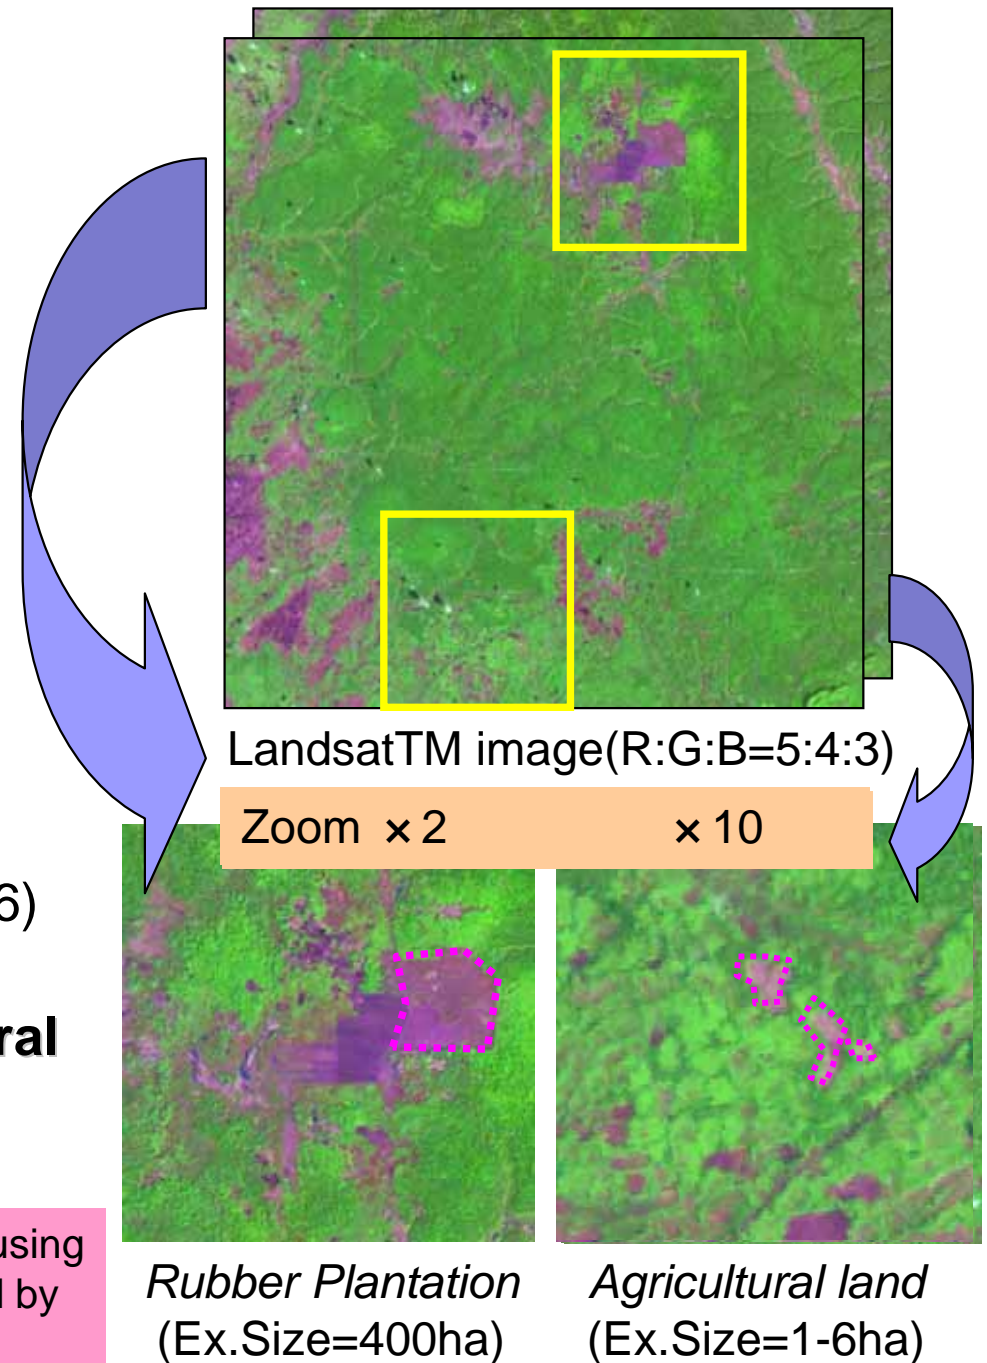 LandsatTM image(R:G:B=5:4:3)
Zoom ×2 ×10
6)
ral
using
by
Rubber Plantation
(Ex.Size=400ha)
Agricultural land
(Ex.Size=1-6ha)